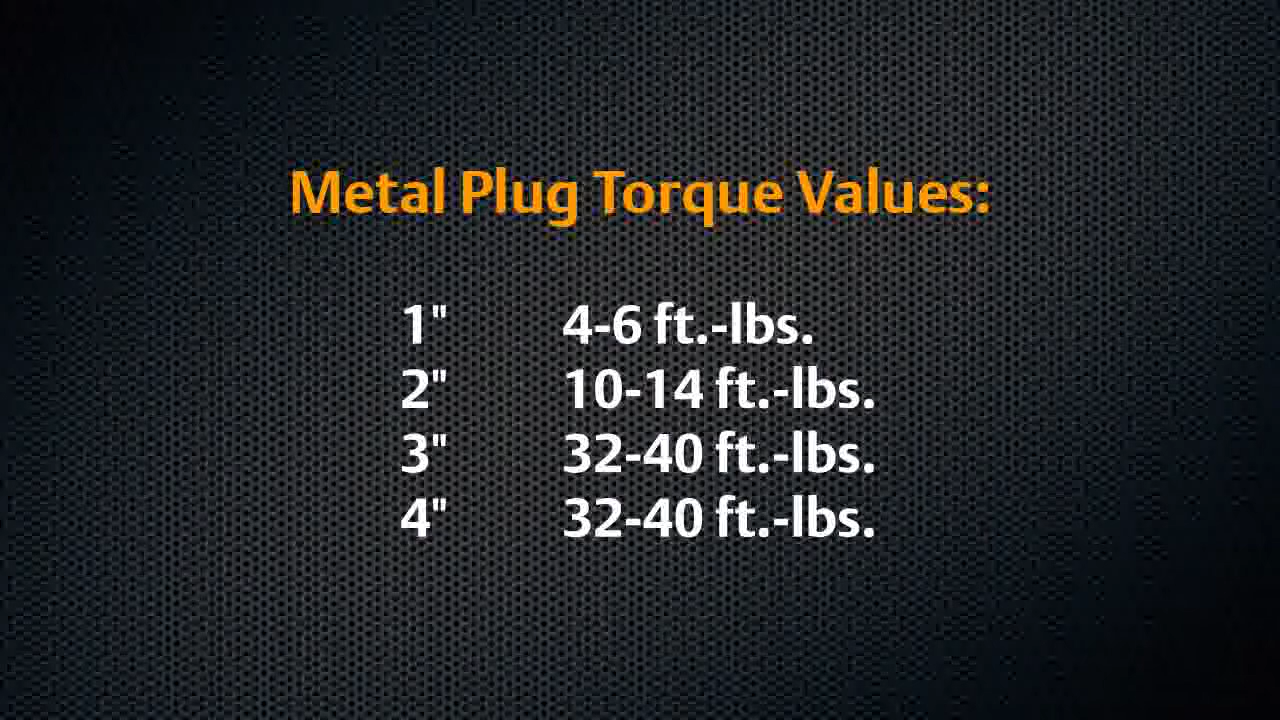 Metal Plug Torque Values:
1" 4-6 ft.-lbs.
2" 10-14 ft.-lbs.
3" 32-40 ft.-lbs.
4" 32-40 ft.-lbs.